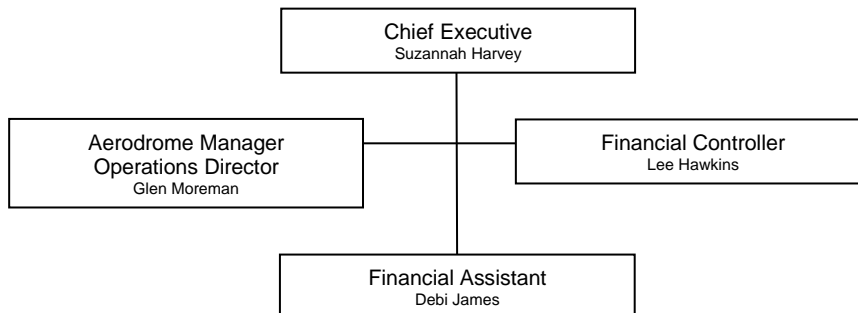 Chief Executive
Suzannah Harvey
Aerodrome Manager
Operations Director
Glen Moreman
Financial Controller
Lee Hawkins
Financial Assistant
Debi James